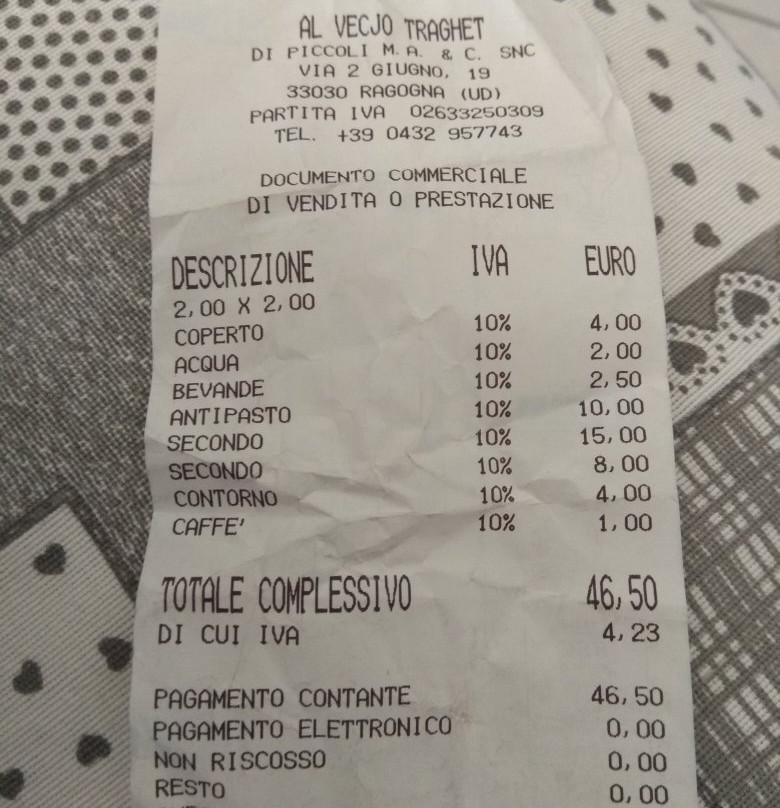 AL VECJO TRAGHET
DI PICCOLI M.A. & C. SNC
VIA 2 GIUGNO, 19
33030 RAGOGNA (UD)
PARTITA IVA 02633250309
TEL. +39 0432 957743
DOCUMENTO COMMERCIALE
DI VENDITA O PRESTAZIONE
DESCRIZIONE IVA EURO
2,00 X 2,00
COPERTO 10% 4,00
ACQUA 10% 2,00
BEVANDE 10% 2,50
ANTIPASTO 10% 10,00
SECONDO 10% 15,00
SECONDO 10% 8,00
CONTORNO 10% 4,00
CAFFE' 10% 1,00
TOTALE COMPLESSIVO 46,50
DI CUI IVA 4,23
PAGAMENTO CONTANTE 46,50
PAGAMENTO ELETTRONICO 0,00
NON RISCOSSO 0,00
RESTO 0,00